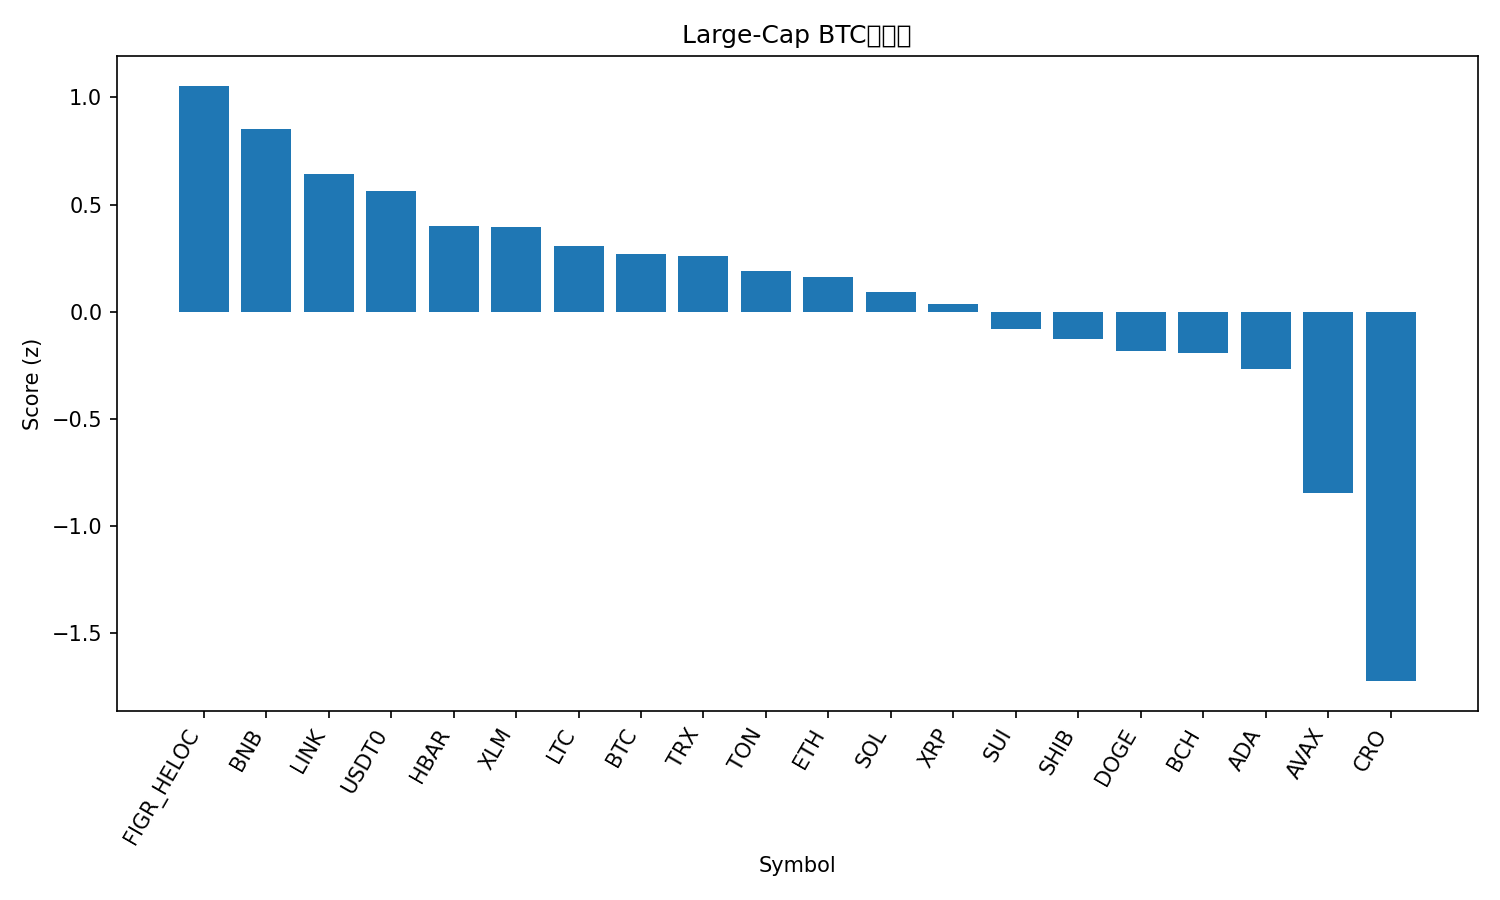 Large-Cap BTC
1.0
0.5
0.0
−0.5
−1.0
−1.5
Score (z)
FIGR_HELOC
BNB
LINK
USDT0
HBAR
XLM
LTC
BTC
TRX
TON
ETH
SOL
XRP
SUI
SHIB
DOGE
BCH
ADA
AVAX
CRO
Symbol